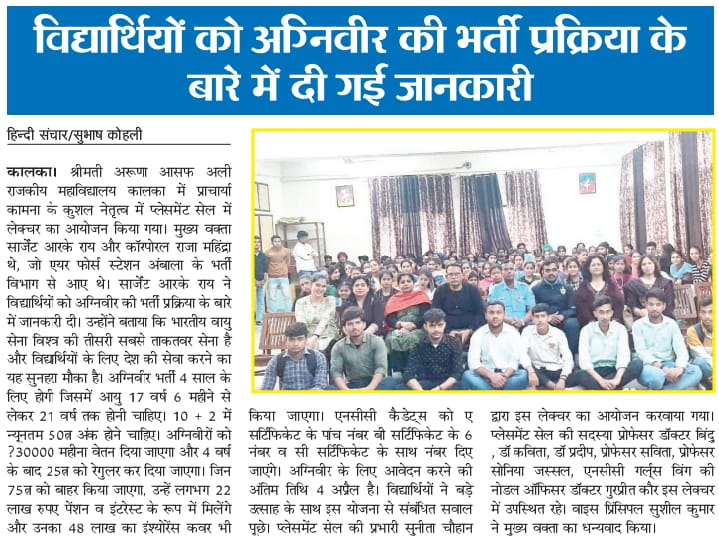 विद्यार्थियों को अग्निवीर की भर्ती प्रक्रिया के
बारे में दी गई जानकारी
हिन्दी संचार/सुभाष कोहली
कालका। श्रीमती अरूणा आसफ अली
राजकीय महाविद्यालय कालका में प्राचार्या
कामना के कुशल नेतृत्व में प्लेसमेंट सेल में
लेक्चर का आयोजन किया गया। मुख्य वक्ता
सार्जेंट आरके राय और कॉरपोरल राजा महिंद्रा
थे, जो एयर फोर्स स्टेशन अंबाला के भर्ती
विभाग से आए थे। सार्जेंट आरके राय ने
विद्यार्थियों को अग्निवीर की भर्ती प्रक्रिया के बारे
में जानकारी दी। उन्होंने बताया कि भारतीय वायु
सेना विश्व की तीसरी सबसे ताकतवर सेना है
और विद्यार्थियों के लिए देश की सेवा करने का
यह सुनहरा मौका है। अग्निवीर भर्ती 4 साल के
लिए होगी जिसमें आयु 17 वर्ष 6 महीने से
लेकर 21 वर्ष तक होनी चाहिए। 10 + 2 में
न्यूनतम 50त्न अंक होने चाहिए। अग्निवीरों को
?30000 महीना वेतन दिया जाएगा और 4 वर्ष
के बाद 25त्न को रेगुलर कर दिया जाएगा। जिन
75त्न को बाहर किया जाएगा, उन्हें लगभग 22
लाख रुपए पेंशन व इंटरेस्ट के रूप में मिलेंगे
और उनका 48 लाख का इंश्योरेंस कवर भी
किया जाएगा। एनसीसी कैडेट्स को ए
सर्टिफिकेट के पांच नंबर बी सर्टिफिकेट के 6
नंबर व सी सर्टिफिकेट के साथ नंबर दिए
जाएंगे। अग्निवीर के लिए आवेदन करने की
अंतिम तिथि 4 अप्रैल है। विद्यार्थियों ने बड़े
उत्साह के साथ इस योजना से संबंधित सवाल
पूछे। प्लेसमेंट सेल की प्रभारी सुनीता चौहान
द्वारा इस लेक्चर का आयोजन करवाया गया।
प्लेसमेंट सेल की सदस्या प्रोफेसर डॉक्टर बिंदु
, डॉ कविता, डॉ प्रदीप, प्रोफेसर सविता, प्रोफेसर
सोनिया जस्सल, एनसीसी गर्ल्स विंग की
नोडल ऑफिसर डॉक्टर गुरप्रीत कौर इस लेक्चर
में उपस्थित रहे। वाइस प्रिंसिपल सुशील कुमार
ने मुख्य वक्ता का धन्यवाद किया।